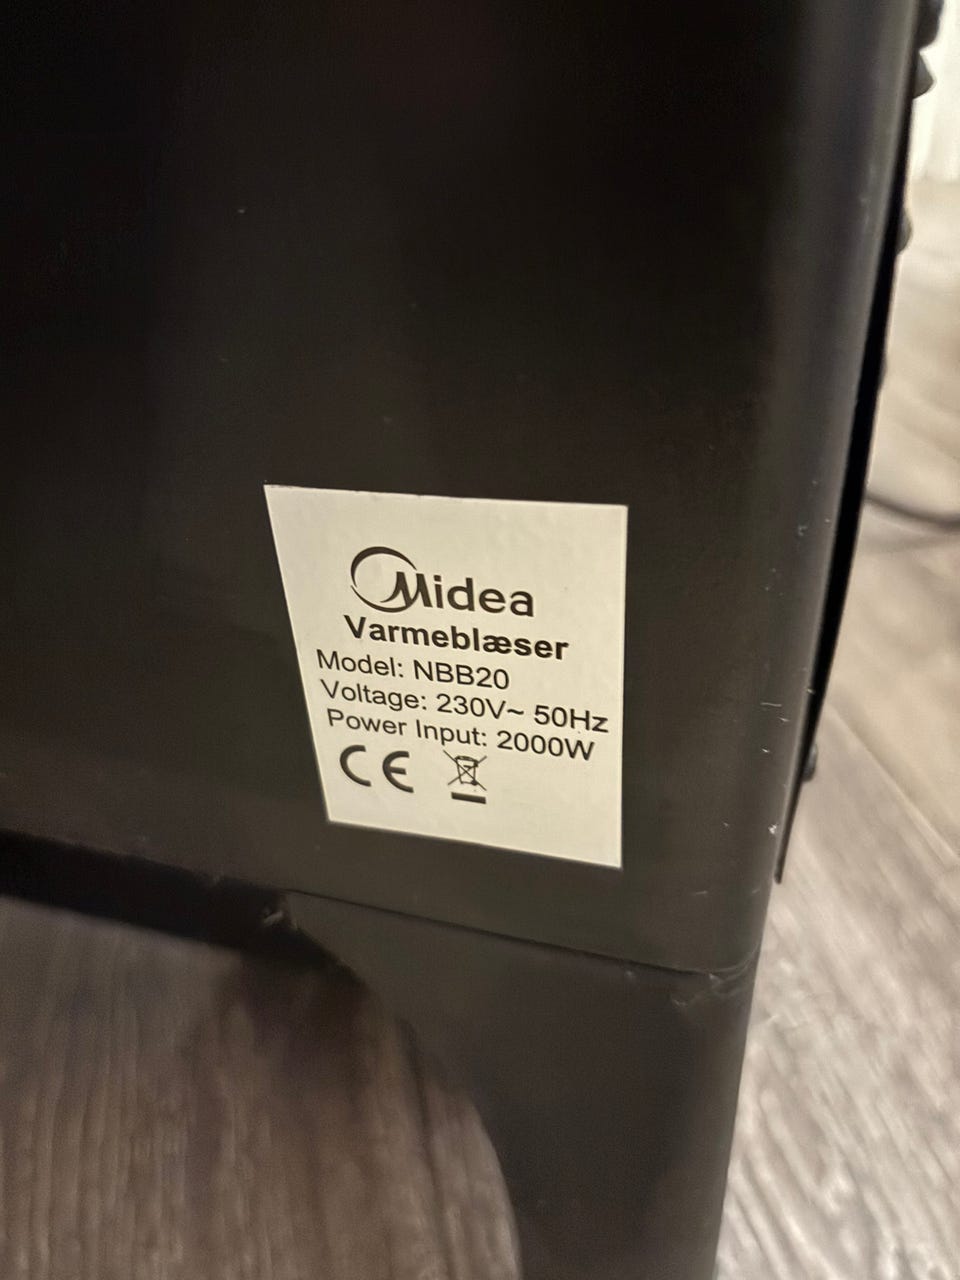 Midea
Varmeblæser
Model: NBB20
Voltage: 230V~ 50Hz
Power Input: 2000W
CE